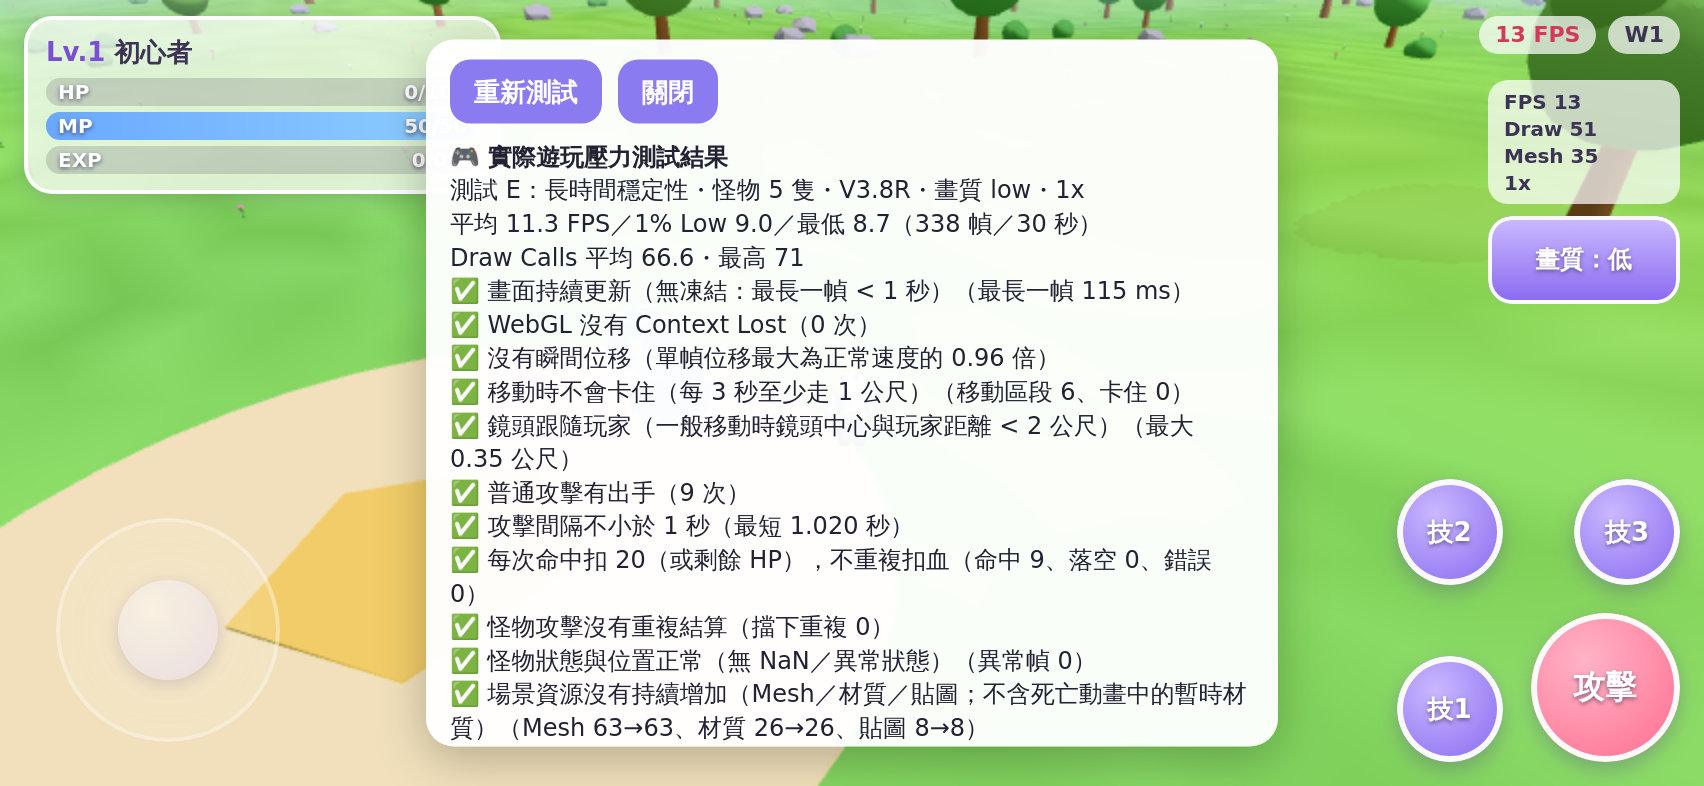 Lv.1 初心者
HP 0/
MP 50/50
EXP 0
重新測試
關閉
🎮 實際遊玩壓力測試結果
測試 E：長時間穩定性・怪物 5 隻・V3.8R・畫質 low・1x
平均 11.3 FPS／1% Low 9.0／最低 8.7（338 幀／30 秒）
Draw Calls 平均 66.6・最高 71
✅ 畫面持續更新（無凍結：最長一幀 < 1 秒）（最長一幀 115 ms）
✅ WebGL 沒有 Context Lost（0 次）
✅ 沒有瞬間位移（單幀位移最大為正常速度的 0.96 倍）
✅ 移動時不會卡住（每 3 秒至少走 1 公尺）（移動區段 6、卡住 0）
✅ 鏡頭跟隨玩家（一般移動時鏡頭中心與玩家距離 < 2 公尺）（最大
0.35 公尺）
✅ 普通攻擊有出手（9 次）
✅ 攻擊間隔不小於 1 秒（最短 1.020 秒）
✅ 每次命中扣 20（或剩餘 HP），不重複扣血（命中 9、落空 0、錯誤
0）
✅ 怪物攻擊沒有重複結算（擋下重複 0）
✅ 怪物狀態與位置正常（無 NaN／異常狀態）（異常幀 0）
✅ 場景資源沒有持續增加（Mesh／材質／貼圖；不含死亡動畫中的暫時材
質）（Mesh 63→63、材質 26→26、貼圖 8→8）
13 FPS
W1
FPS 13
Draw 51
Mesh 35
1x
畫質：低
技2
技3
技1
攻擊